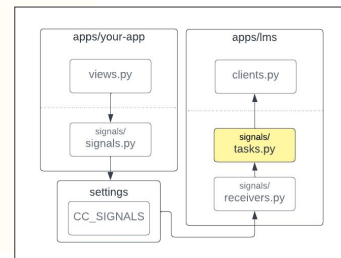 apps/your-app
views.py
signals/
signals.py
settings
CC_SIGNALS
apps/lms
clients.py
signals/
tasks.py
signals/
receivers.py